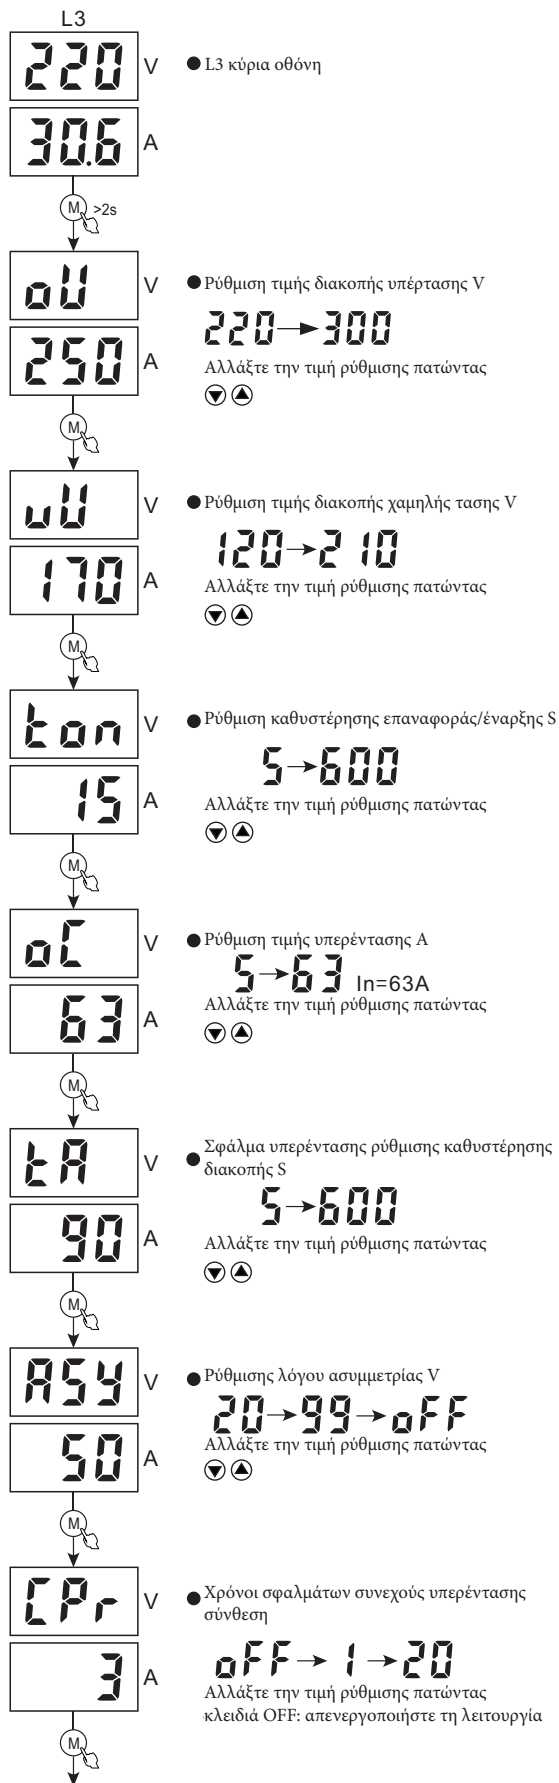 L3
220 V ● L3 κύρια οθόνη
30.6 A
M >2s
oU V ● Ρύθμιση τιμής διακοπής υπέρτασης V
220→300
250 A Αλλάξτε την τιμή ρύθμισης πατώντας
▼ ▲
M
uU V ● Ρύθμιση τιμής διακοπής χαμηλής τασης V
120→210
170 A Αλλάξτε την τιμή ρύθμισης πατώντας
▼ ▲
M
ton V ● Ρύθμιση καθυστέρησης επαναφοράς/έναρξης S
5→600
15 A Αλλάξτε την τιμή ρύθμισης πατώντας
▼ ▲
M
oC V ● Ρύθμιση τιμής υπερέντασης A
5→63 In=63A
63 A Αλλάξτε την τιμή ρύθμισης πατώντας
▼ ▲
M
tA V ● Σφάλμα υπερέντασης ρύθμισης καθυστέρησης
διακοπής S
5→600
90 A Αλλάξτε την τιμή ρύθμισης πατώντας
▼ ▲
M
ASY V ● Ρύθμισης λόγου ασυμμετρίας V
20→99→oFF
50 A Αλλάξτε την τιμή ρύθμισης πατώντας
▼ ▲
M
CPr V ● Χρόνοι σφαλμάτων συνεχούς υπερέντασης
σύνθεση
oFF→1→20
3 A Αλλάξτε την τιμή ρύθμισης πατώντας
κλειδιά OFF: απενεργοποιήστε τη λειτουργία
M